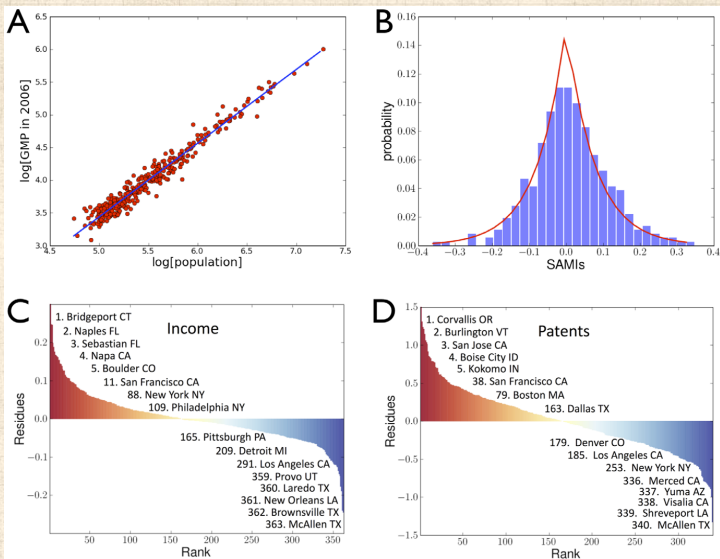 A
6.5
6.0
5.5
5.0
4.5
4.0
3.5
3.0
log[GMP in 2006]
4.5 5.0 5.5 6.0 6.5 7.0 7.5
log[population]
B
0.16
0.14
0.12
0.10
0.08
0.06
0.04
0.02
0.00
probability
−0.4 −0.3 −0.2 −0.1 0.0 0.1 0.2 0.3 0.4
SAMIs
C
Income
1. Bridgeport CT
2. Naples FL
3. Sebastian FL
4. Napa CA
5. Boulder CO
11. San Francisco CA
88. New York NY
109. Philadelphia NY
165. Pittsburgh PA
209. Detroit MI
291. Los Angeles CA
359. Provo UT
360. Laredo TX
361. New Orleans LA
362. Brownsville TX
363. McAllen TX
0.2
0.1
0.0
−0.1
−0.2
Residues
50 100 150 200 250 300 350
Rank
D
Patents
1. Corvallis OR
2. Burlington VT
3. San Jose CA
4. Boise City ID
5. Kokomo IN
38. San Francisco CA
79. Boston MA
163. Dallas TX
179. Denver CO
185. Los Angeles CA
253. New York NY
336. Merced CA
337. Yuma AZ
338. Visalia CA
339. Shreveport LA
340. McAllen TX
1.5
1.0
0.5
0.0
−0.5
−1.0
−1.5
Residues
50 100 150 200 250 300
Rank